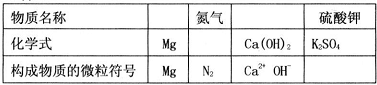 物质名称 氮气 硫酸钾
化学式 Mg Ca(OH)₂ K₂SO₄
构成物质的微粒符号 Mg N₂ Ca²⁺ OH⁻